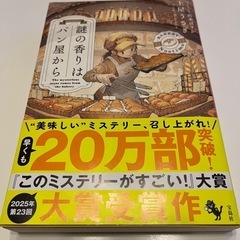 謎の香りは
パン屋から
The mysterious
scent comes from
the bakery
"美味しい"ミステリー、召し上がれ!
早くも
20万部
突破!
『このミステリーがすごい!』大賞
2025年
第23回
大賞受賞作
宝島社